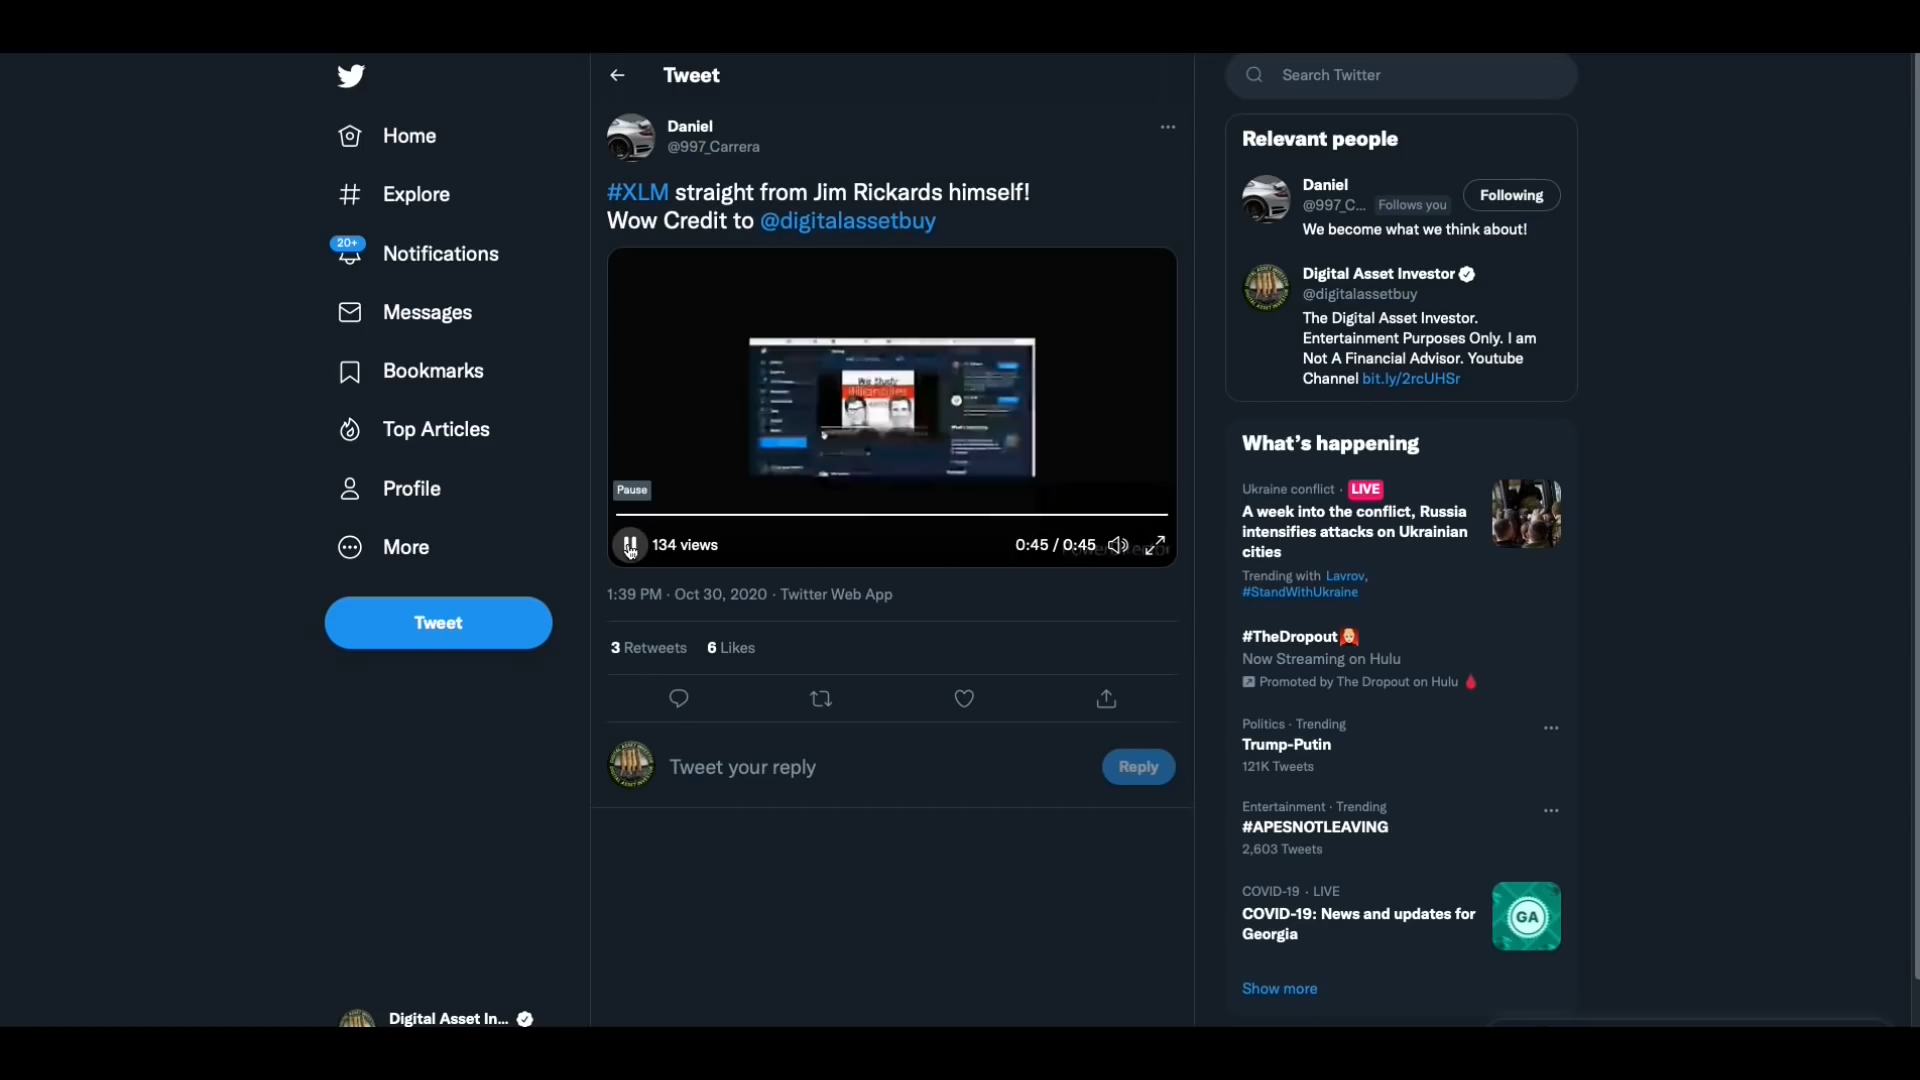 Home
Explore
20+
Notifications
Messages
Bookmarks
Top Articles
Profile
More
Tweet
Digital Asset In...
Tweet
Daniel
@997_Carrera
#XLM straight from Jim Rickards himself!
Wow Credit to @digitalassetbuy
We Study
Billionaires
Pause
134 views
0:45 / 0:45
1:39 PM · Oct 30, 2020 · Twitter Web App
3 Retweets 6 Likes
Tweet your reply
Reply
Search Twitter
Relevant people
Daniel
@997_C... Follows you
Following
We become what we think about!
Digital Asset Investor
@digitalassetbuy
The Digital Asset Investor.
Entertainment Purposes Only. I am
Not A Financial Advisor. Youtube
Channel bit.ly/2rcUHSr
What's happening
Ukraine conflict · LIVE
A week into the conflict, Russia
intensifies attacks on Ukrainian
cities
Trending with Lavrov,
#StandWithUkraine
#TheDropout
Now Streaming on Hulu
Promoted by The Dropout on Hulu
Politics · Trending
Trump-Putin
121K Tweets
Entertainment · Trending
#APESNOTLEAVING
2,603 Tweets
COVID-19 · LIVE
COVID-19: News and updates for
Georgia
GA
Show more